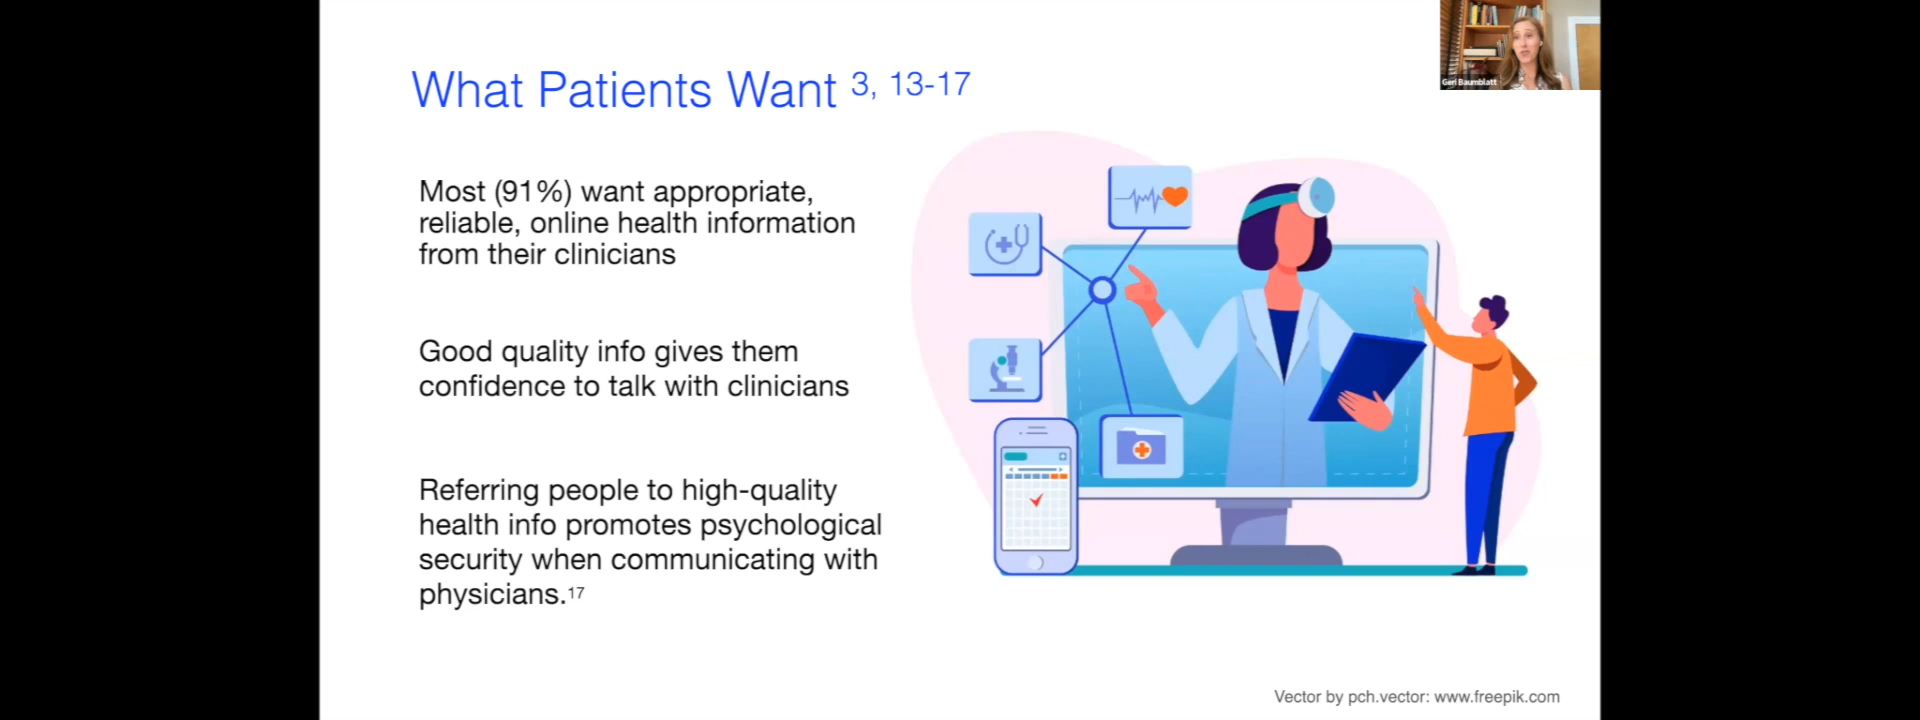 What Patients Want 3, 13-17
Geri Baumblatt
Most (91%) want appropriate,
reliable, online health information
from their clinicians
Good quality info gives them
confidence to talk with clinicians
Referring people to high-quality
health info promotes psychological
security when communicating with
physicians.17
Vector by pch.vector: www.freepik.com